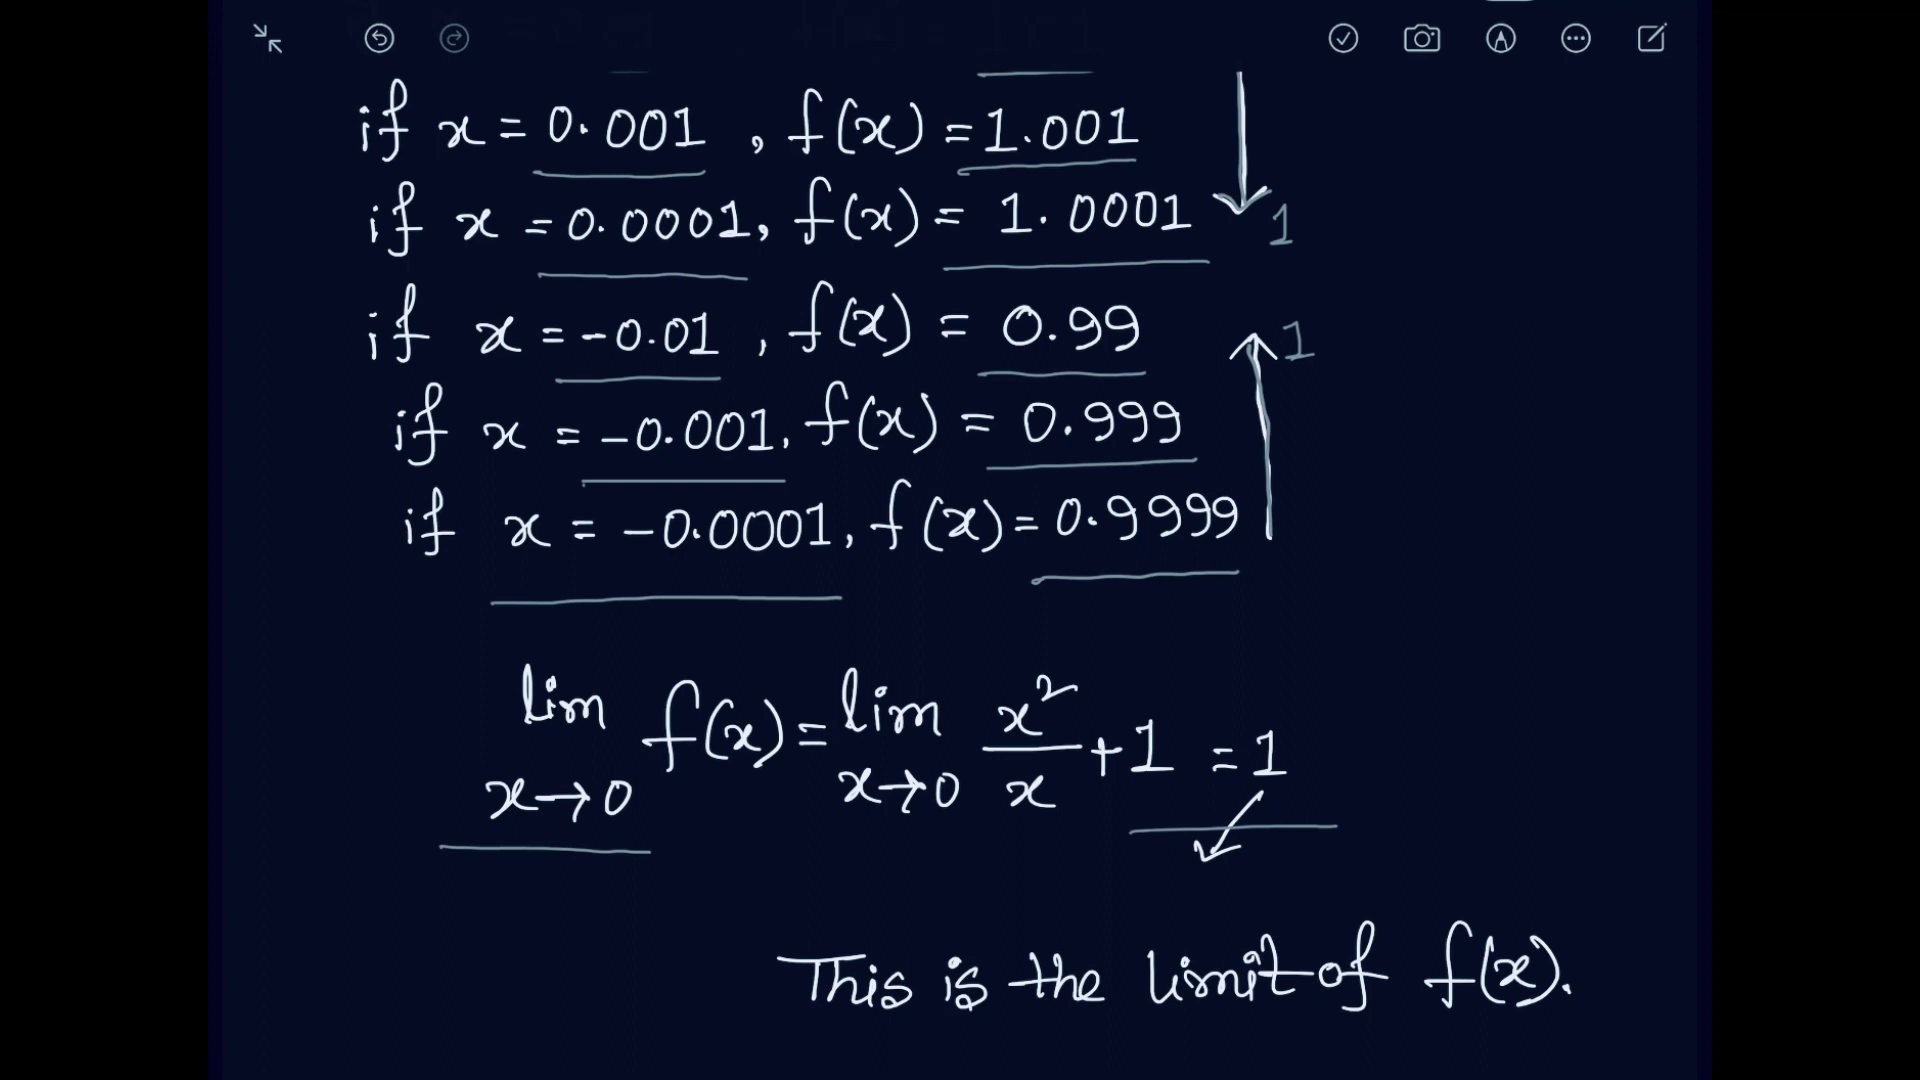 if x = 0.001 , f(x) = 1.001
if x = 0.0001, f(x) = 1.0001 1
if x = -0.01 , f(x) = 0.99 1
if x = -0.001, f(x) = 0.999
if x = -0.0001, f(x) = 0.9999
lim x→0 f(x) = lim x→0 x²/x + 1 = 1
This is the limit of f(x).